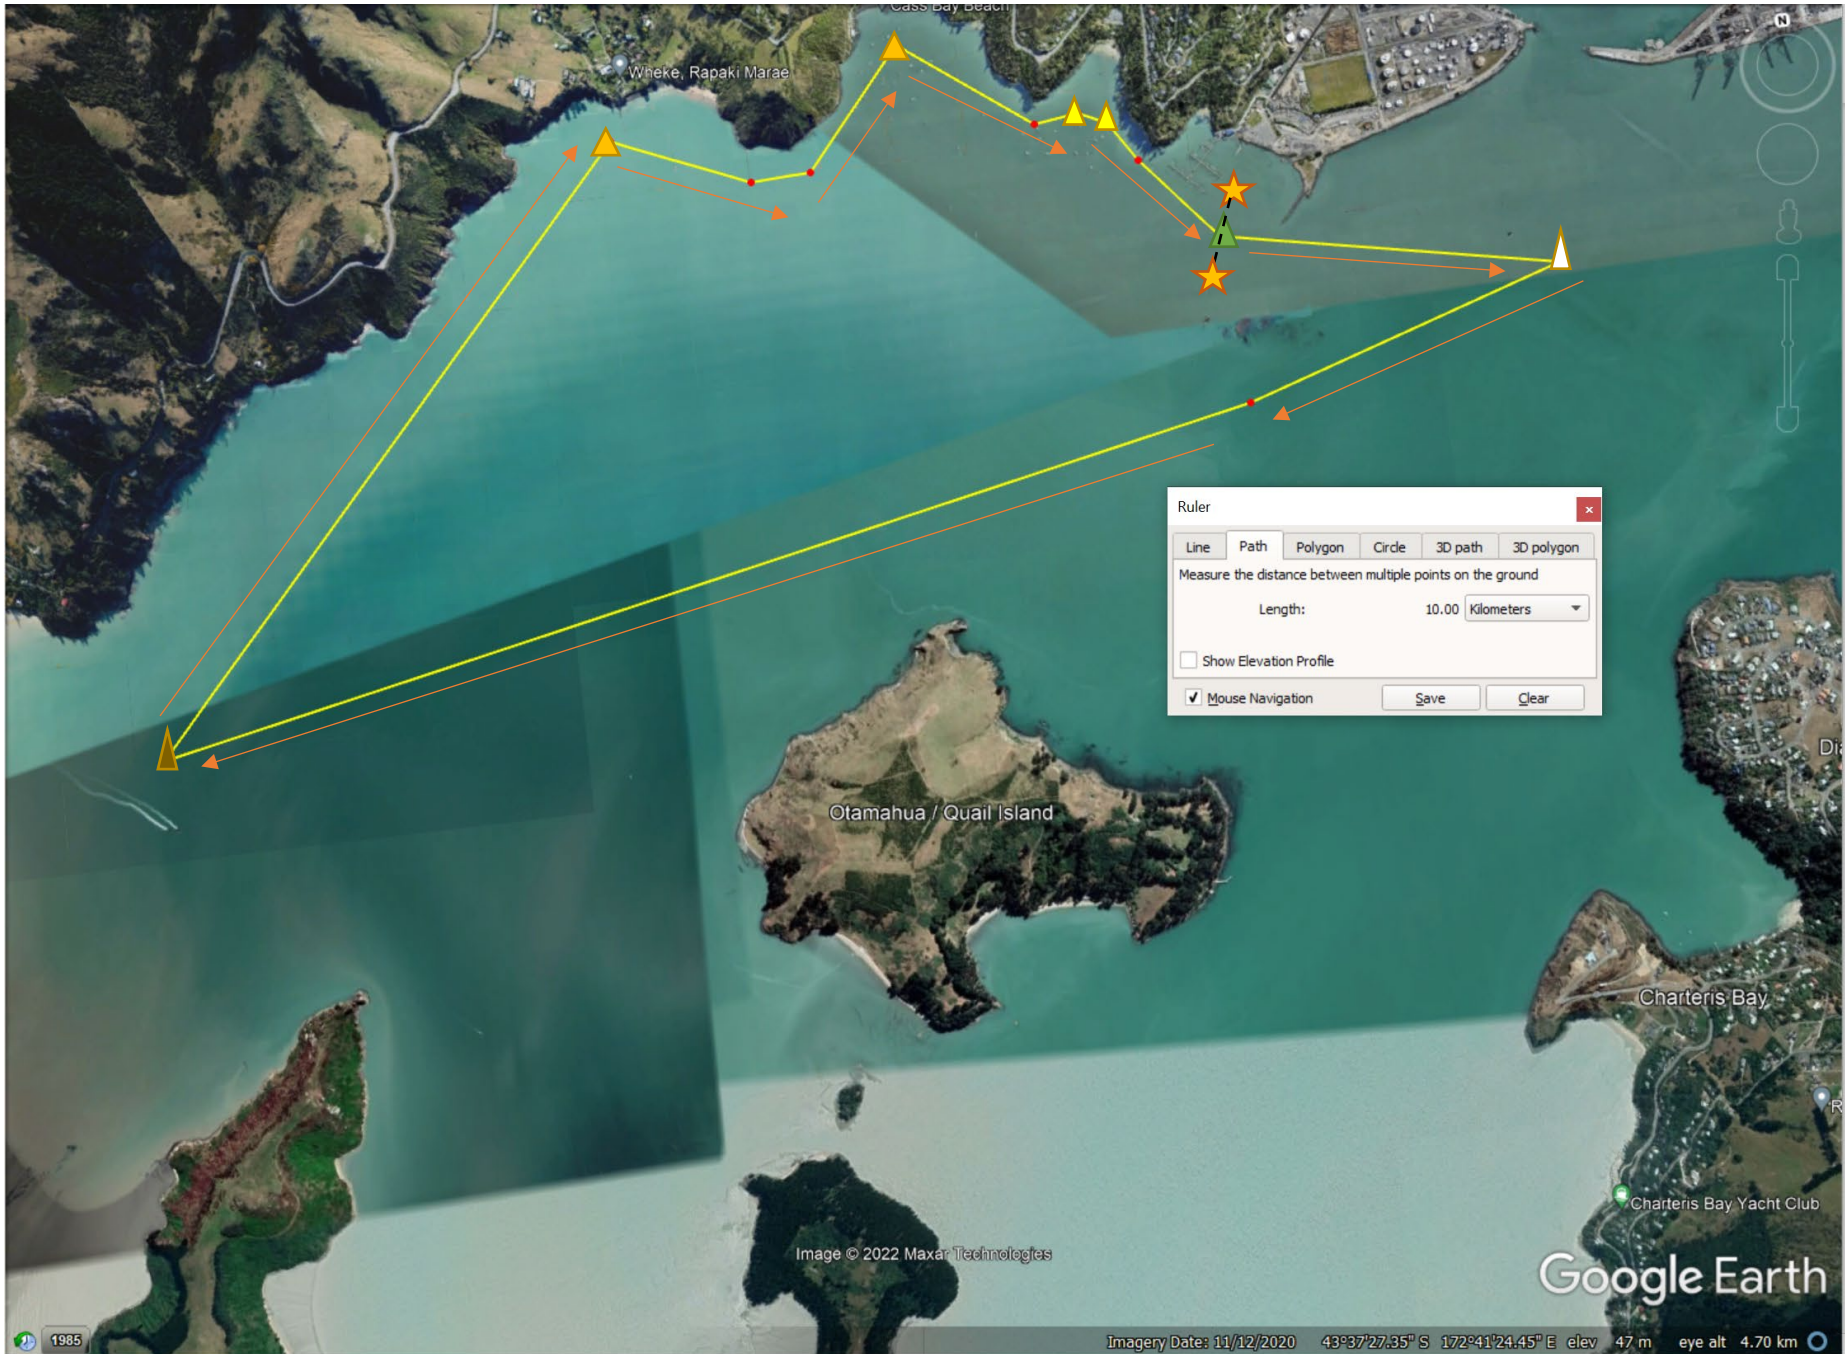 Cass Bay Beach
N
Wheke, Rapaki Marae
Ruler
Line Path Polygon Circle 3D path 3D polygon
Measure the distance between multiple points on the ground
Length: 10.00 Kilometers
Show Elevation Profile
Mouse Navigation Save Clear
Di
Otamahua / Quail Island
Charteris Bay
R
Charteris Bay Yacht Club
Image © 2022 Maxar Technologies
Google Earth
1985
Imagery Date: 11/12/2020 43°37'27.35" S 172°41'24.45" E elev 47 m eye alt 4.70 km